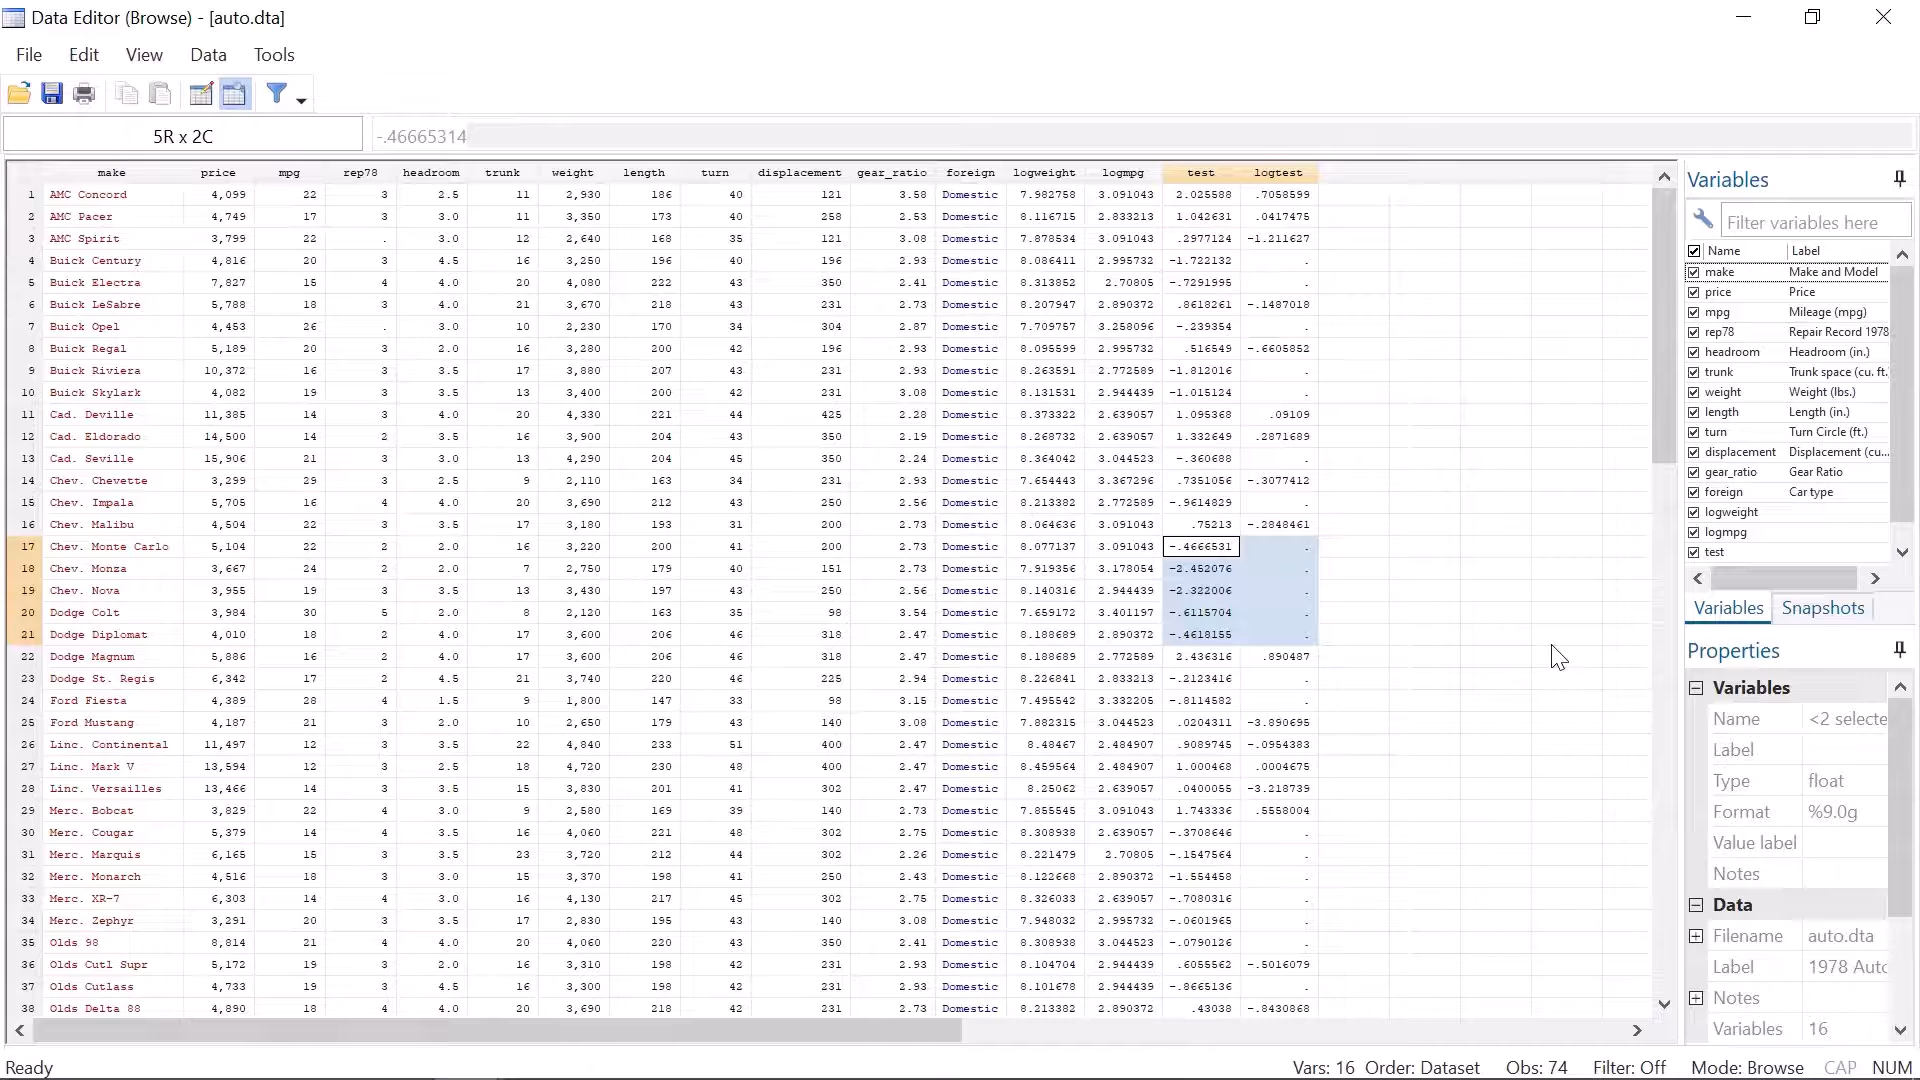 Data Editor (Browse) - [auto.dta]
File Edit View Data Tools
5R x 2C -.46665314
make price mpg rep78 headroom trunk weight length turn displacement gear_ratio foreign logweight logmpg test logtest
1 AMC Concord 4,099 22 3 2.5 11 2,930 186 40 121 3.58 Domestic 7.982758 3.091043 2.025588 .7058599
2 AMC Pacer 4,749 17 3 3.0 11 3,350 173 40 258 2.53 Domestic 8.116715 2.833213 1.042631 .0417475
3 AMC Spirit 3,799 22 . 3.0 12 2,640 168 35 121 3.08 Domestic 7.878534 3.091043 .2977124 -1.211627
4 Buick Century 4,816 20 3 4.5 16 3,250 196 40 196 2.93 Domestic 8.086411 2.995732 -1.722132 .
5 Buick Electra 7,827 15 4 4.0 20 4,080 222 43 350 2.41 Domestic 8.313852 2.70805 -.7291995 .
6 Buick LeSabre 5,788 18 3 4.0 21 3,670 218 43 231 2.73 Domestic 8.207947 2.890372 .8618261 -.1487018
7 Buick Opel 4,453 26 . 3.0 10 2,230 170 34 304 2.87 Domestic 7.709757 3.258096 -.239354 .
8 Buick Regal 5,189 20 3 2.0 16 3,280 200 42 196 2.93 Domestic 8.095599 2.995732 .516549 -.6605852
9 Buick Riviera 10,372 16 3 3.5 17 3,880 207 43 231 2.93 Domestic 8.263591 2.772589 -1.812016 .
10 Buick Skylark 4,082 19 3 3.5 13 3,400 200 42 231 3.08 Domestic 8.131531 2.944439 -1.015124 .
11 Cad. Deville 11,385 14 3 4.0 20 4,330 221 44 425 2.28 Domestic 8.373322 2.639057 1.095368 .09109
12 Cad. Eldorado 14,500 14 2 3.5 16 3,900 204 43 350 2.19 Domestic 8.268732 2.639057 1.332649 .2871689
13 Cad. Seville 15,906 21 3 3.0 13 4,290 204 45 350 2.24 Domestic 8.364042 3.044523 -.360688 .
14 Chev. Chevette 3,299 29 3 2.5 9 2,110 163 34 231 2.93 Domestic 7.654443 3.367296 .7351056 -.3077412
15 Chev. Impala 5,705 16 4 4.0 20 3,690 212 43 250 2.56 Domestic 8.213382 2.772589 -.9614829 .
16 Chev. Malibu 4,504 22 3 3.5 17 3,180 193 31 200 2.73 Domestic 8.064636 3.091043 .75213 -.2848461
17 Chev. Monte Carlo 5,104 22 2 2.0 16 3,220 200 41 200 2.73 Domestic 8.077137 3.091043 -.4666531 .
18 Chev. Monza 3,667 24 2 2.0 7 2,750 179 40 151 2.73 Domestic 7.919356 3.178054 -2.452076 .
19 Chev. Nova 3,955 19 3 3.5 13 3,430 197 43 250 2.56 Domestic 8.140316 2.944439 -2.322006 .
20 Dodge Colt 3,984 30 5 2.0 8 2,120 163 35 98 3.54 Domestic 7.659172 3.401197 -.6115704 .
21 Dodge Diplomat 4,010 18 2 4.0 17 3,600 206 46 318 2.47 Domestic 8.188689 2.890372 -.4618155 .
22 Dodge Magnum 5,886 16 2 4.0 17 3,600 206 46 318 2.47 Domestic 8.188689 2.772589 2.436316 .890487
23 Dodge St. Regis 6,342 17 2 4.5 21 3,740 220 46 225 2.94 Domestic 8.226841 2.833213 -.2123416 .
24 Ford Fiesta 4,389 28 4 1.5 9 1,800 147 33 98 3.15 Domestic 7.495542 3.332205 -.8114582 .
25 Ford Mustang 4,187 21 3 2.0 10 2,650 179 43 140 3.08 Domestic 7.882315 3.044523 .0204311 -3.890695
26 Linc. Continental 11,497 12 3 3.5 22 4,840 233 51 400 2.47 Domestic 8.48467 2.484907 .9089745 -.0954383
27 Linc. Mark V 13,594 12 3 2.5 18 4,720 230 48 400 2.47 Domestic 8.459564 2.484907 1.000468 .0004675
28 Linc. Versailles 13,466 14 3 3.5 15 3,830 201 41 302 2.47 Domestic 8.25062 2.639057 .0400055 -3.218739
29 Merc. Bobcat 3,829 22 4 3.0 9 2,580 169 39 140 2.73 Domestic 7.855545 3.091043 1.743336 .5558004
30 Merc. Cougar 5,379 14 4 3.5 16 4,060 221 48 302 2.75 Domestic 8.308938 2.639057 -.3708646 .
31 Merc. Marquis 6,165 15 3 3.5 23 3,720 212 44 302 2.26 Domestic 8.221479 2.70805 -.1547564 .
32 Merc. Monarch 4,516 18 3 3.0 15 3,370 198 41 250 2.43 Domestic 8.122668 2.890372 -1.554458 .
33 Merc. XR-7 6,303 14 4 3.0 16 4,130 217 45 302 2.75 Domestic 8.326033 2.639057 -.7080316 .
34 Merc. Zephyr 3,291 20 3 3.5 17 2,830 195 43 140 3.08 Domestic 7.948032 2.995732 -.0601965 .
35 Olds 98 8,814 21 4 4.0 20 4,060 220 43 350 2.41 Domestic 8.308938 3.044523 -.0790126 .
36 Olds Cutl Supr 5,172 19 3 2.0 16 3,310 198 42 231 2.93 Domestic 8.104704 2.944439 .6055562 -.5016079
37 Olds Cutlass 4,733 19 3 4.5 16 3,300 198 42 231 2.93 Domestic 8.101678 2.944439 -.8665136 .
38 Olds Delta 88 4,890 18 4 4.0 20 3,690 218 42 231 2.73 Domestic 8.213382 2.890372 .43038 -.8430868
Variables
Filter variables here
Name Label
make Make and Model
price Price
mpg Mileage (mpg)
rep78 Repair Record 1978
headroom Headroom (in.)
trunk Trunk space (cu. ft.
weight Weight (lbs.)
length Length (in.)
turn Turn Circle (ft.)
displacement Displacement (cu...
gear_ratio Gear Ratio
foreign Car type
logweight
logmpg
test
Variables Snapshots
Properties
Variables
Name <2 selecte
Label
Type float
Format %9.0g
Value label
Notes
Data
Filename auto.dta
Label 1978 Auto
Notes
Variables 16
Ready Vars: 16 Order: Dataset Obs: 74 Filter: Off Mode: Browse CAP NUM